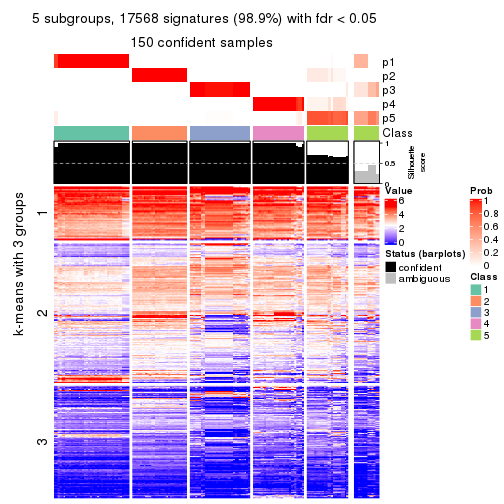 5 subgroups, 17568 signatures (98.9%) with fdr < 0.05
150 confident samples
p1
p2
p3
p4
p5
Class
1
0.5
0
Silhouette
score
k-means with 3 groups
1
2
3
Value
6
4
2
0
Status (barplots)
confident
ambiguous
Prob
1
0.8
0.6
0.4
0.2
0
Class
1
2
3
4
5